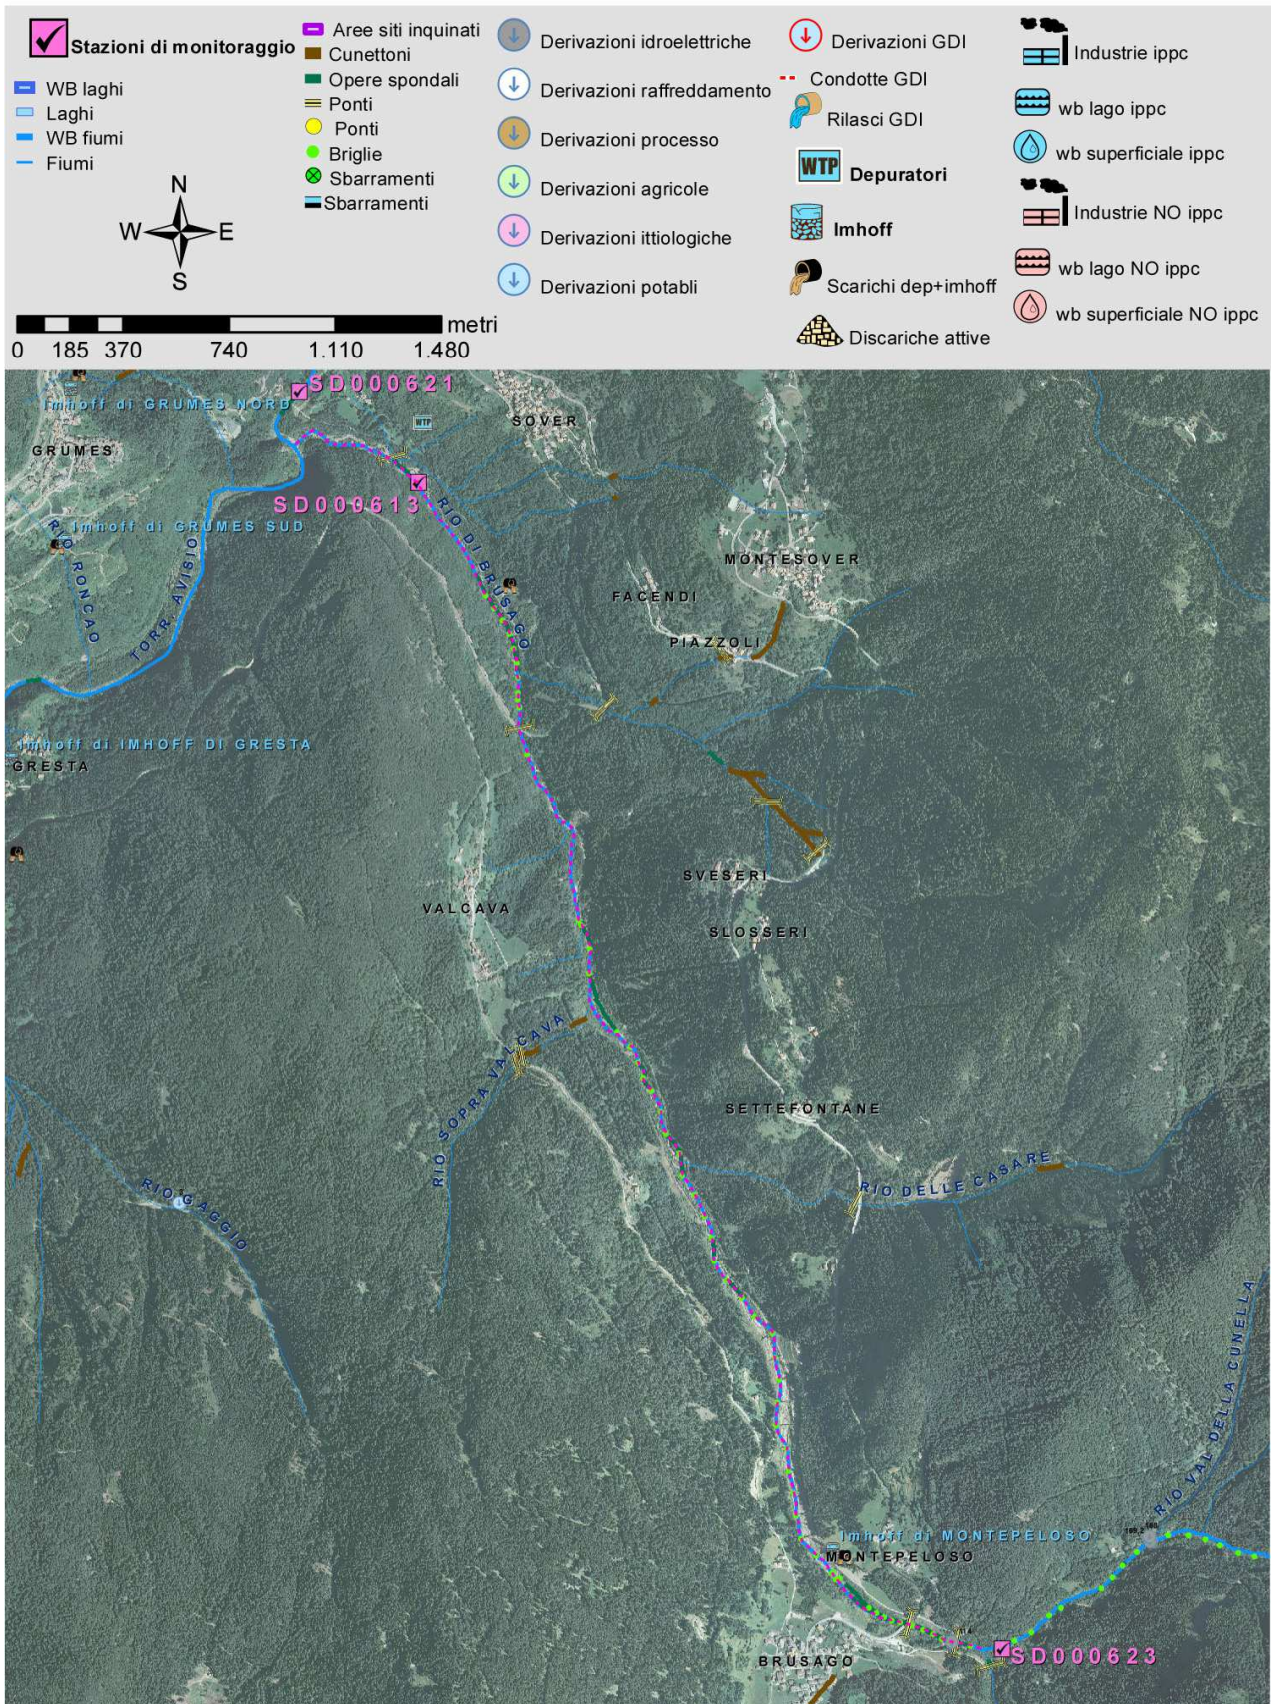 Stazioni di monitoraggio
WB laghi
Laghi
WB fiumi
Fiumi
N
W E
S
Aree siti inquinati
Cunettoni
Opere spondali
Ponti
Ponti
Briglie
Sbarramenti
Sbarramenti
Derivazioni idroelettriche
Derivazioni raffreddamento
Derivazioni processo
Derivazioni agricole
Derivazioni ittiologiche
Derivazioni potabli
Derivazioni GDI
Condotte GDI
Rilasci GDI
WTP Depuratori
Imhoff
Scarichi dep+imhoff
Discariche attive
Industrie ippc
wb lago ippc
wb superficiale ippc
Industrie NO ippc
wb lago NO ippc
wb superficiale NO ippc
metri
0 185 370 740 1.110 1.480
SD000621
Imhoff di GRUMES NORD
GRUMES
WTP
SOVER
SD000613
RIO DI BRUSAGO
Imhoff di GRUMES SUD
RIO RONCAO
TORR. AVISIO
MONTESOVER
FACENDI
PIAZZOLI
Imhoff di IMHOFF DI GRESTA
GRESTA
SVESERI
VALCAVA
SLOSSERI
RIO SOPRA VALCAVA
SETTEFONTANE
RIO DELLE CASARE
RIO GAGGIO
RIO VAL DELLA CUNELLA
Imhoff di MONTEPELOSO
MONTEPELOSO
BRUSAGO
SD000623